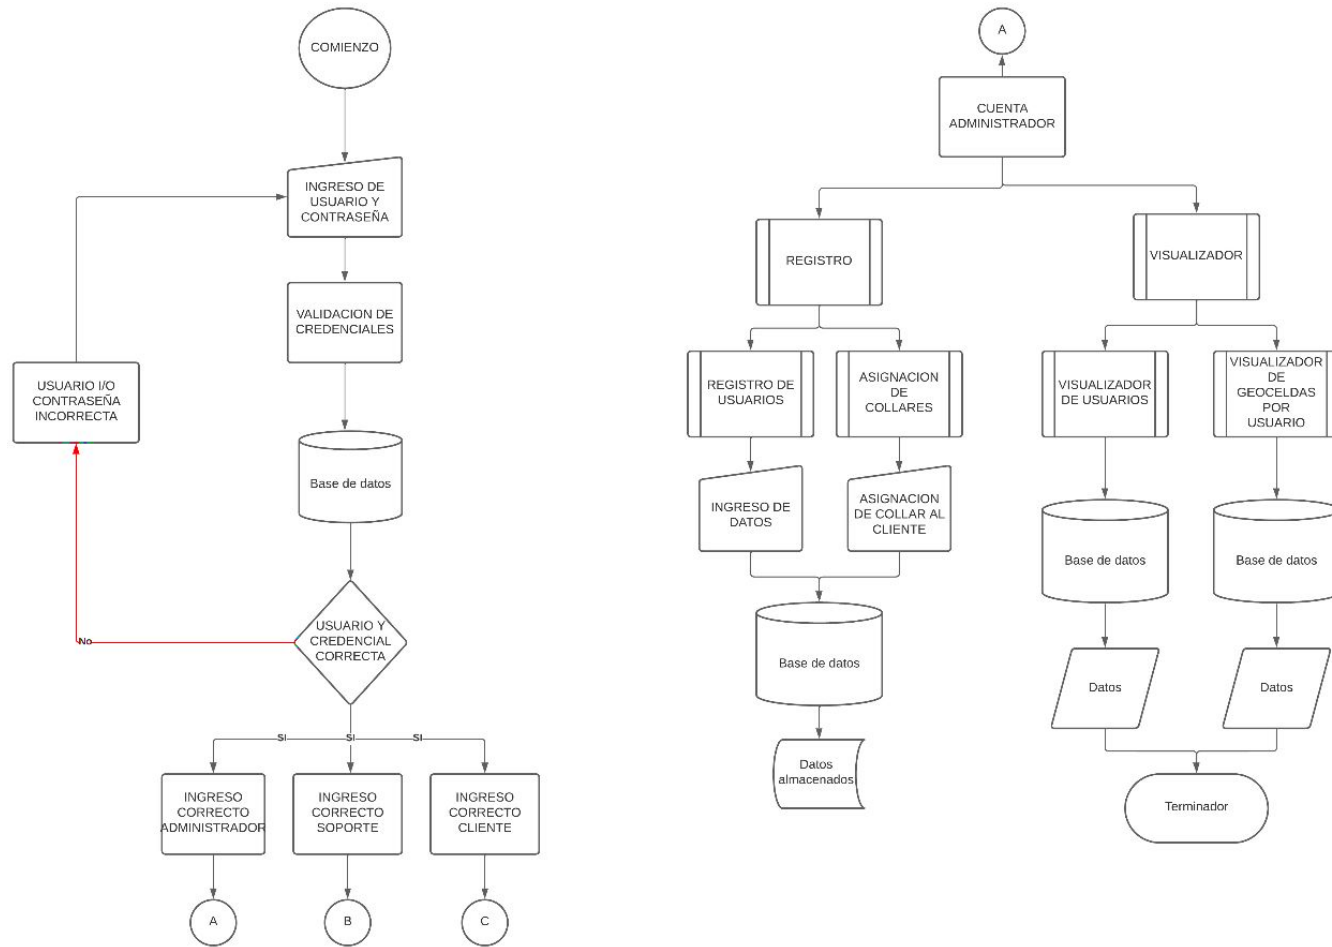 COMIENZO
INGRESO DE
USUARIO Y
CONTRASEÑA
VALIDACION DE
CREDENCIALES
USUARIO I/O
CONTRASEÑA
INCORRECTA
Base de datos
USUARIO Y
CREDENCIAL
CORRECTA
No
SI
SI
SI
INGRESO
CORRECTO
ADMINISTRADOR
INGRESO
CORRECTO
SOPORTE
INGRESO
CORRECTO
CLIENTE
A
B
C
A
CUENTA
ADMINISTRADOR
REGISTRO
VISUALIZADOR
REGISTRO DE
USUARIOS
ASIGNACION
DE
COLLARES
VISUALIZADOR
DE USUARIOS
VISUALIZADOR
DE
GEOCELDAS
POR
USUARIO
INGRESO DE
DATOS
ASIGNACION
DE COLLAR AL
CLIENTE
Base de datos
Base de datos
Base de datos
Datos
Datos
Datos
almacenados
Terminador